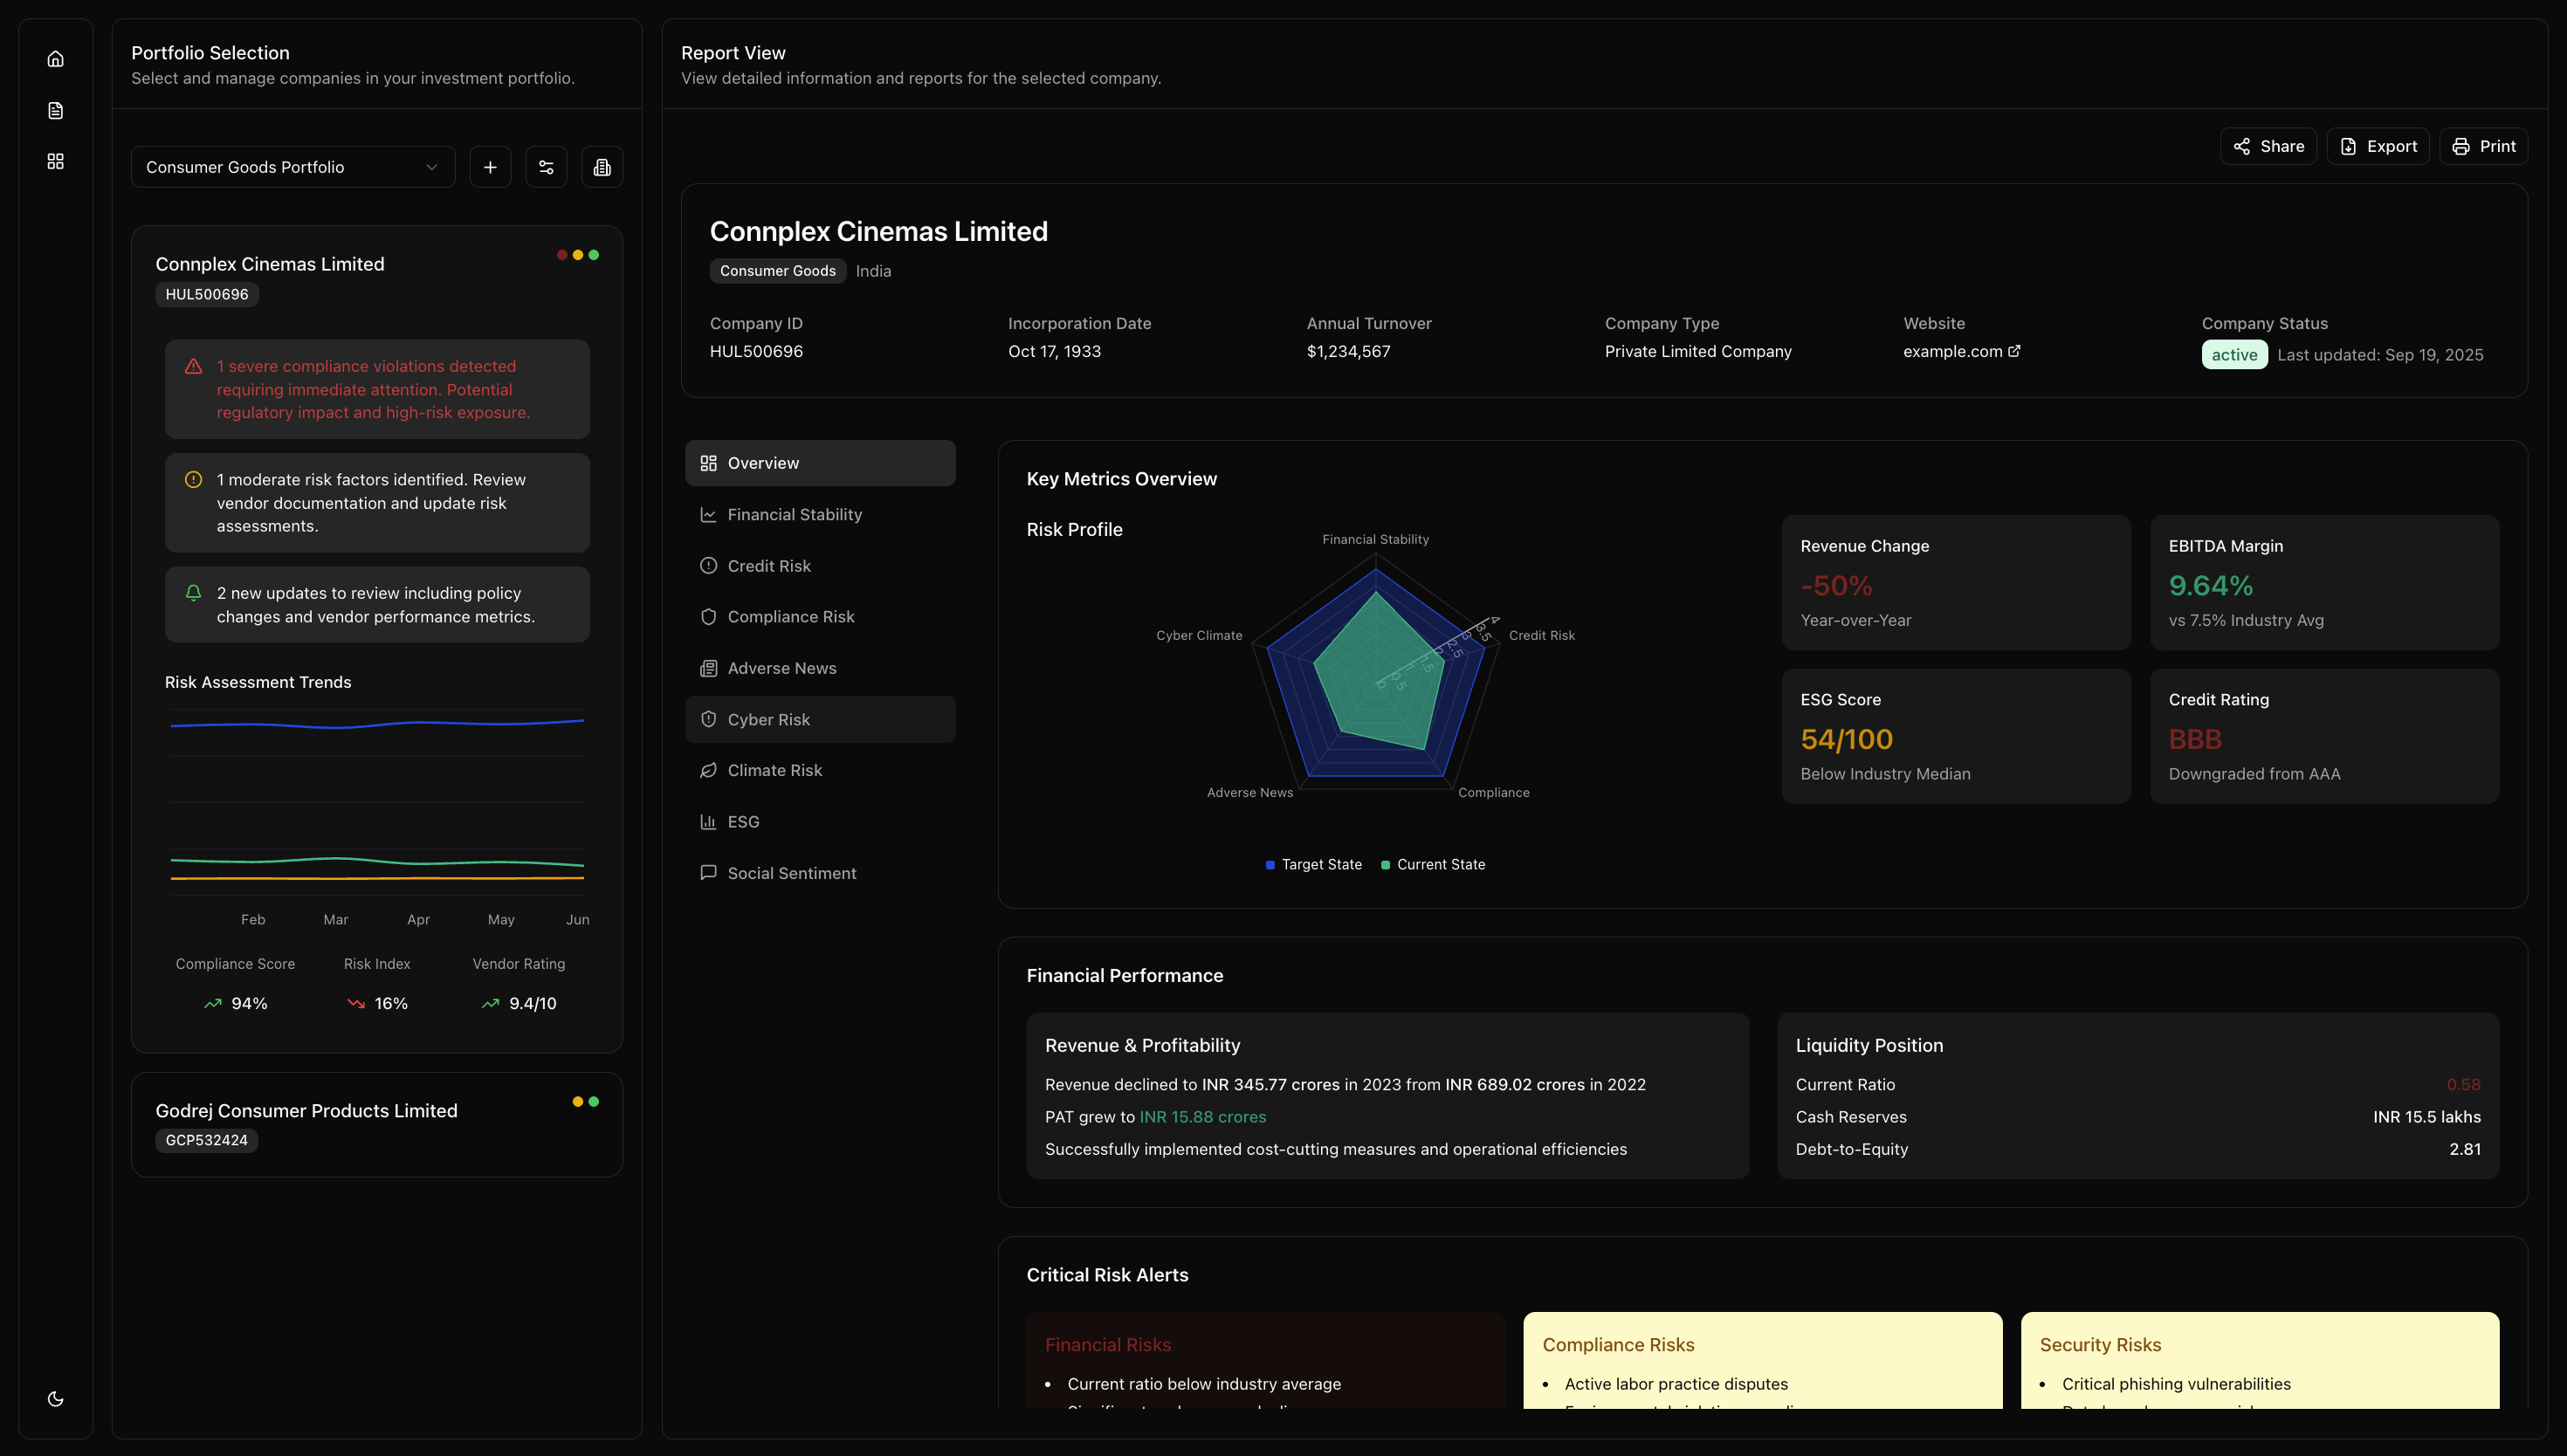 Portfolio Selection
Select and manage companies in your investment portfolio.
Consumer Goods Portfolio
Connplex Cinemas Limited
HUL500696
1 severe compliance violations detected
requiring immediate attention. Potential
regulatory impact and high-risk exposure.
1 moderate risk factors identified. Review
vendor documentation and update risk
assessments.
2 new updates to review including policy
changes and vendor performance metrics.
Risk Assessment Trends
Feb Mar Apr May Jun
Compliance Score Risk Index Vendor Rating
94% 16% 9.4/10
Godrej Consumer Products Limited
GCP532424
Report View
View detailed information and reports for the selected company.
Share Export Print
Connplex Cinemas Limited
Consumer Goods India
Company ID Incorporation Date Annual Turnover Company Type Website Company Status
HUL500696 Oct 17, 1933 $1,234,567 Private Limited Company example.com active Last updated: Sep 19, 2025
Overview
Financial Stability
Credit Risk
Compliance Risk
Adverse News
Cyber Risk
Climate Risk
ESG
Social Sentiment
Key Metrics Overview
Risk Profile
Financial Stability
Cyber Climate
Credit Risk
Adverse News
Compliance
0 0.5 1 1.5 2 2.5 3 3.5 4
Target State Current State
Revenue Change
-50%
Year-over-Year
EBITDA Margin
9.64%
vs 7.5% Industry Avg
ESG Score
54/100
Below Industry Median
Credit Rating
BBB
Downgraded from AAA
Financial Performance
Revenue & Profitability
Revenue declined to INR 345.77 crores in 2023 from INR 689.02 crores in 2022
PAT grew to INR 15.88 crores
Successfully implemented cost-cutting measures and operational efficiencies
Liquidity Position
Current Ratio 0.58
Cash Reserves INR 15.5 lakhs
Debt-to-Equity 2.81
Critical Risk Alerts
Financial Risks
• Current ratio below industry average
Compliance Risks
• Active labor practice disputes
Security Risks
• Critical phishing vulnerabilities